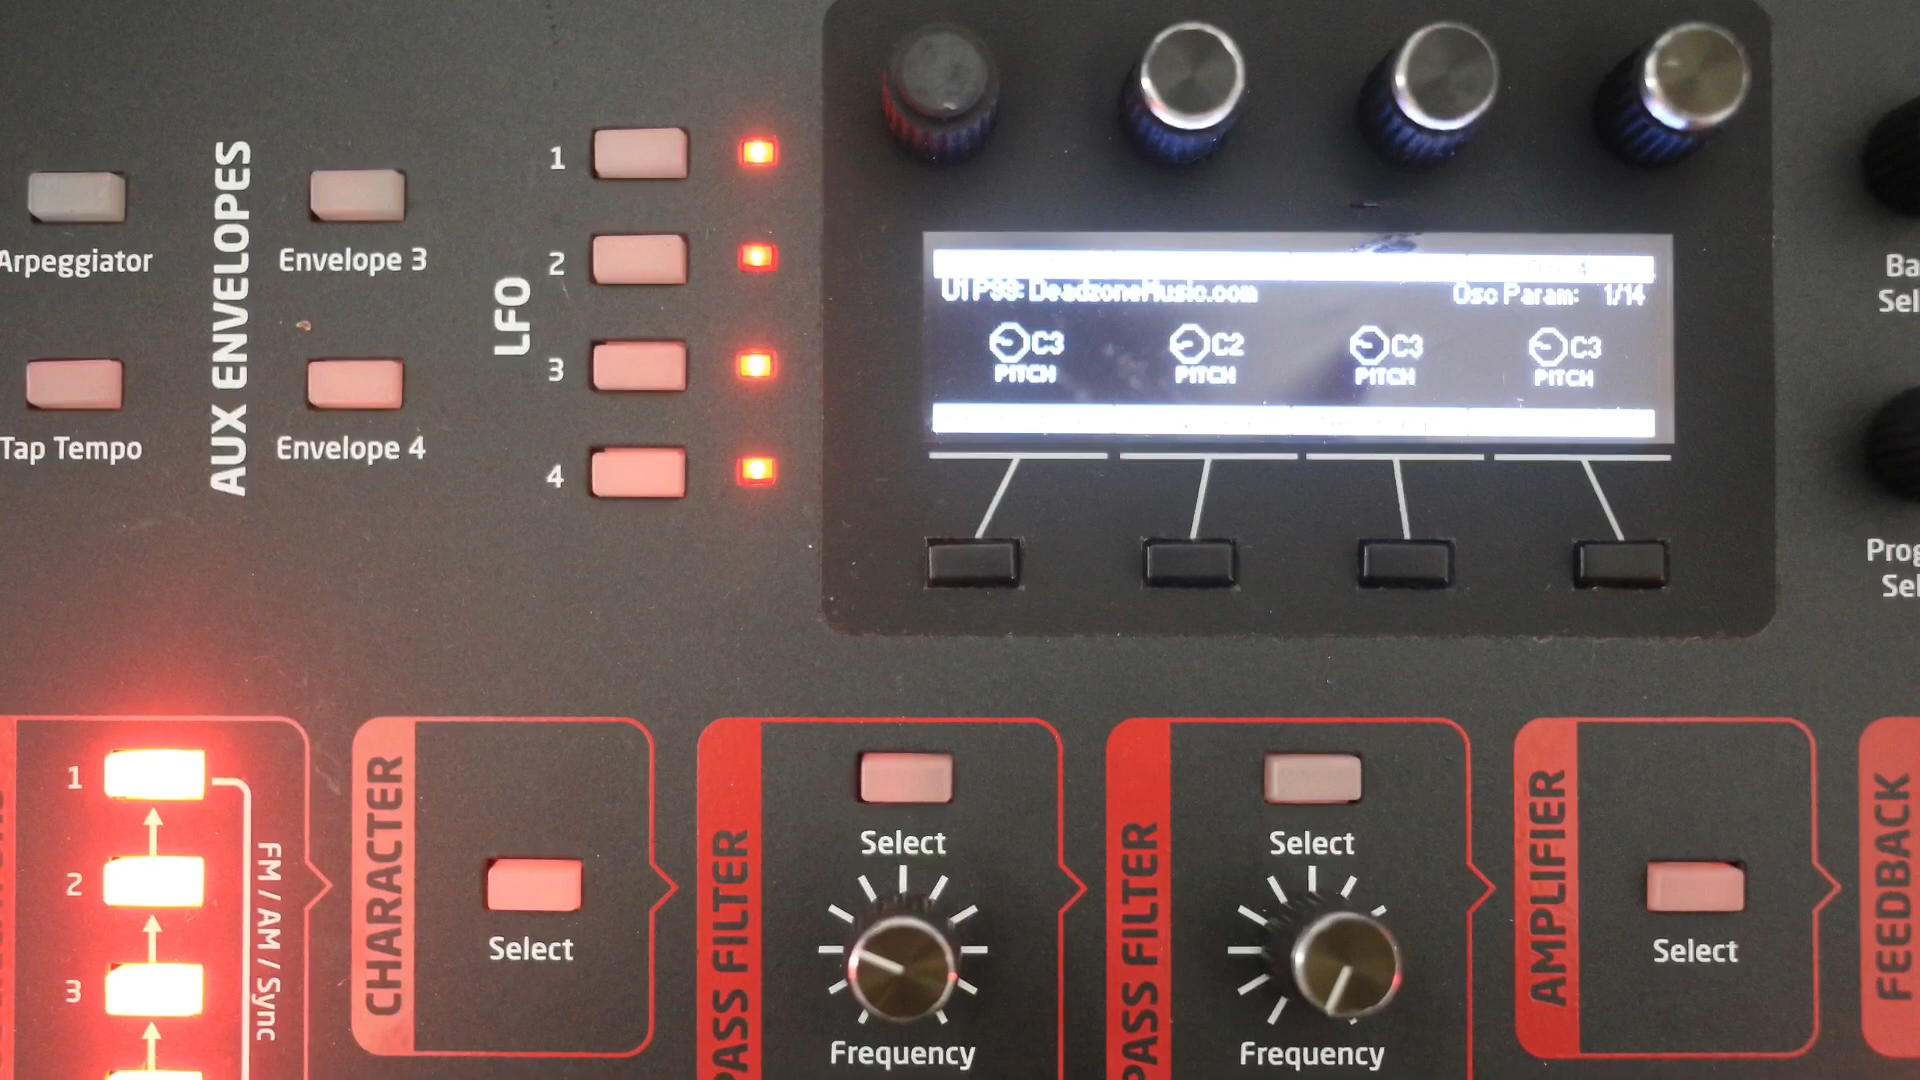 Arpeggiator
Tap Tempo
AUX ENVELOPES
Envelope 3
Envelope 4
LFO
1
2
3
4
DeadzoneMusic.com
Osc Param: 1/14
C3
PITCH
C2
PITCH
C3
PITCH
C3
PITCH
1
2
3
FM / AM / Sync
CHARACTER
Select
PASS FILTER
Select
Frequency
PASS FILTER
Select
Frequency
AMPLIFIER
Select
FEEDBACK